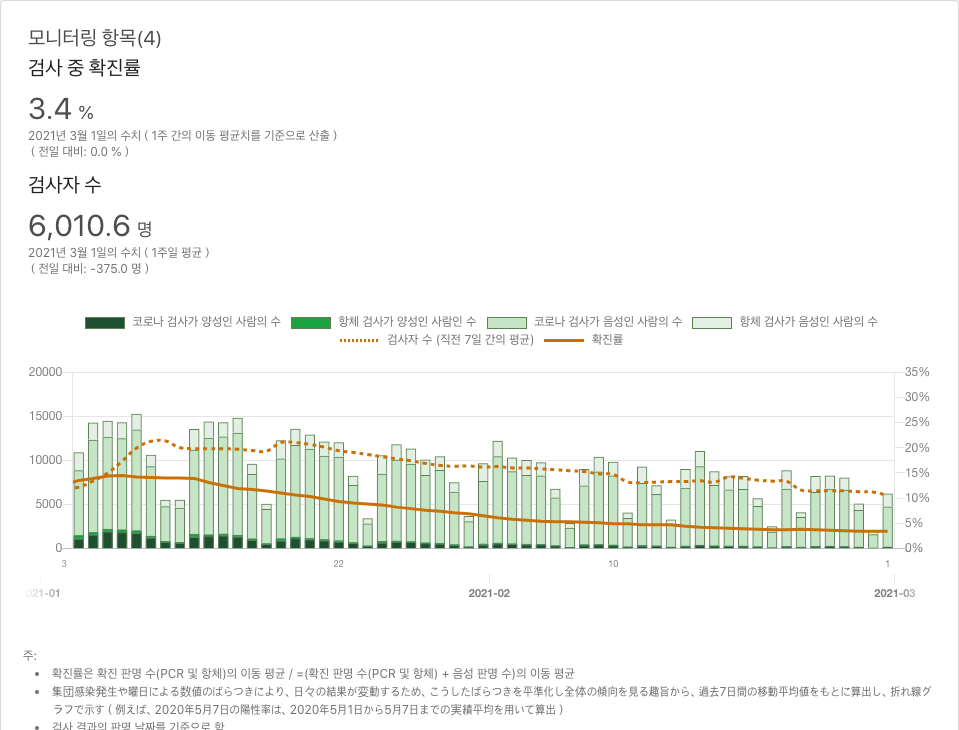 모니터링 항목(4)
검사 중 확진률
3.4 %
2021년 3월 1일의 수치 ( 1주 간의 이동 평균치를 기준으로 산출 )
( 전일 대비: 0.0 % )
검사자 수
6,010.6 명
2021년 3월 1일의 수치 ( 1주일 평균 )
( 전일 대비: -375.0 명 )
코로나 검사가 양성인 사람의 수 항체 검사가 양성인 사람인 수 코로나 검사가 음성인 사람의 수 항체 검사가 음성인 사람의 수
검사자 수 (직전 7일 간의 평균) 확진률
20000 35%
30%
15000 25%
20%
10000 15%
5000 10%
5%
0 0%
3 22 10 1
021-01 2021-02 2021-03
주:
• 확진률은 확진 판명 수(PCR 및 항체)의 이동 평균 / =(확진 판명 수(PCR 및 항체) + 음성 판명 수)의 이동 평균
• 集団感染発生や曜日による数値のばらつきにより、日々の結果が変動するため、こうしたばらつきを平準化し全体の傾向を見る趣旨から、過去7日間の移動平均値をもとに算出し、折れ線グ
ラフで示す ( 例えば、2020年5月7日の陽性率は、2020年5月1日から5月7日までの実績平均を用いて算出 )
• 검사 결과의 판명 날짜를 기준으로 함